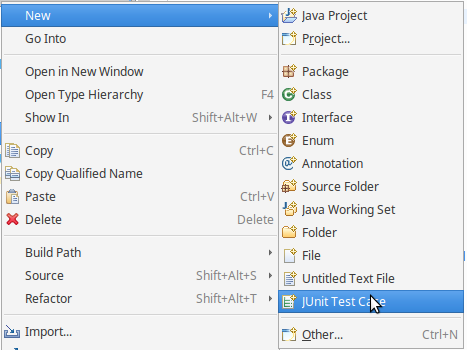 New
Go Into
Open in New Window
Open Type Hierarchy F4
Show In Shift+Alt+W
Copy Ctrl+C
Copy Qualified Name
Paste Ctrl+V
Delete Delete
Build Path
Source Shift+Alt+S
Refactor Shift+Alt+T
Import...
Java Project
Project...
Package
Class
Interface
Enum
Annotation
Source Folder
Java Working Set
Folder
File
Untitled Text File
JUnit Test Case
Other... Ctrl+N